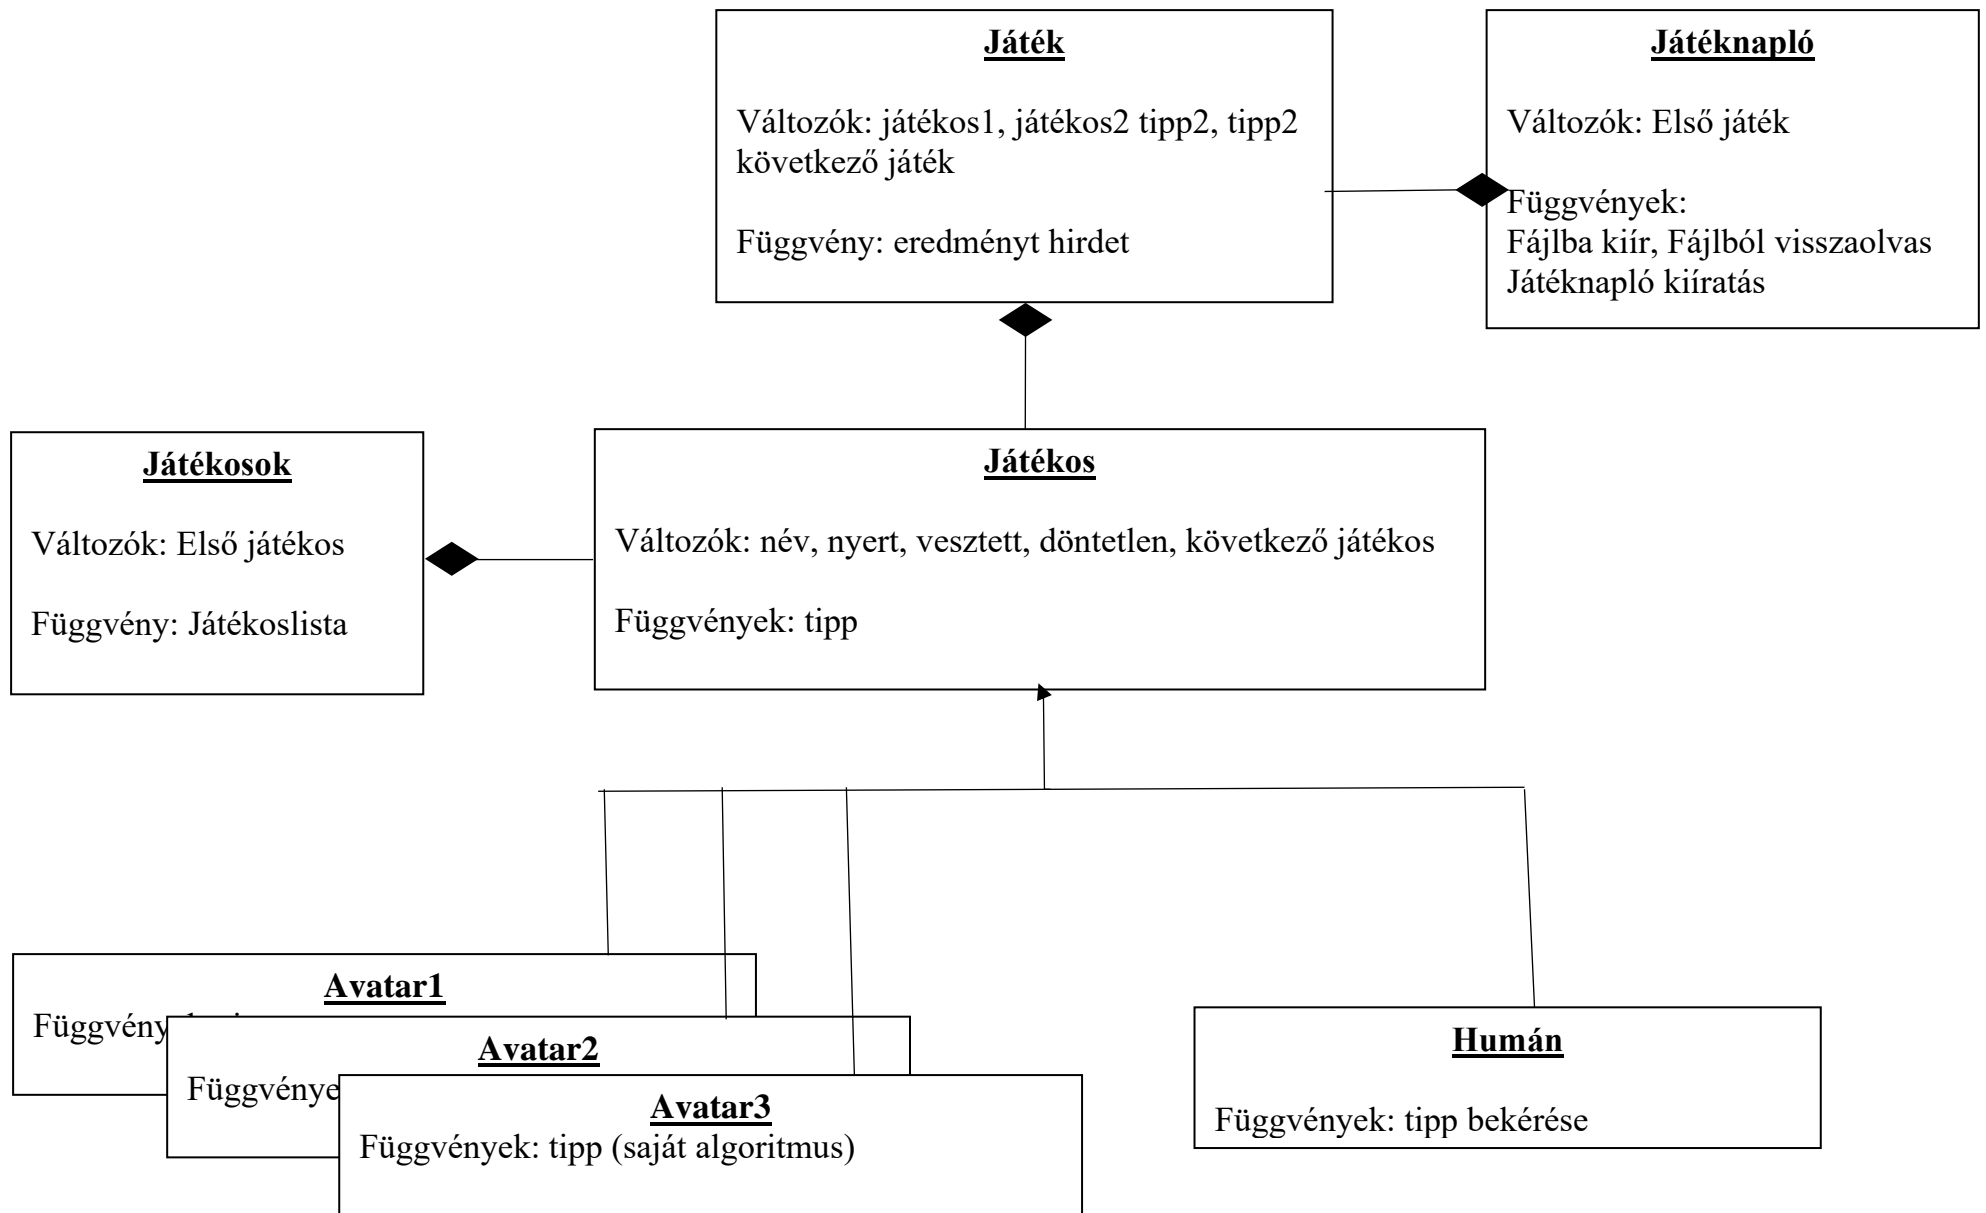 Játék
Változók: játékos1, játékos2 tipp2, tipp2
következő játék
Függvény: eredményt hirdet
Játéknapló
Változók: Első játék
Függvények:
Fájlba kiír, Fájlból visszaolvas
Játéknapló kiíratás
Játékosok
Változók: Első játékos
Függvény: Játékoslista
Játékos
Változók: név, nyert, vesztett, döntetlen, következő játékos
Függvények: tipp
Avatar1
Avatar2
Avatar3
Függvények: tipp (saját algoritmus)
Humán
Függvények: tipp bekérése